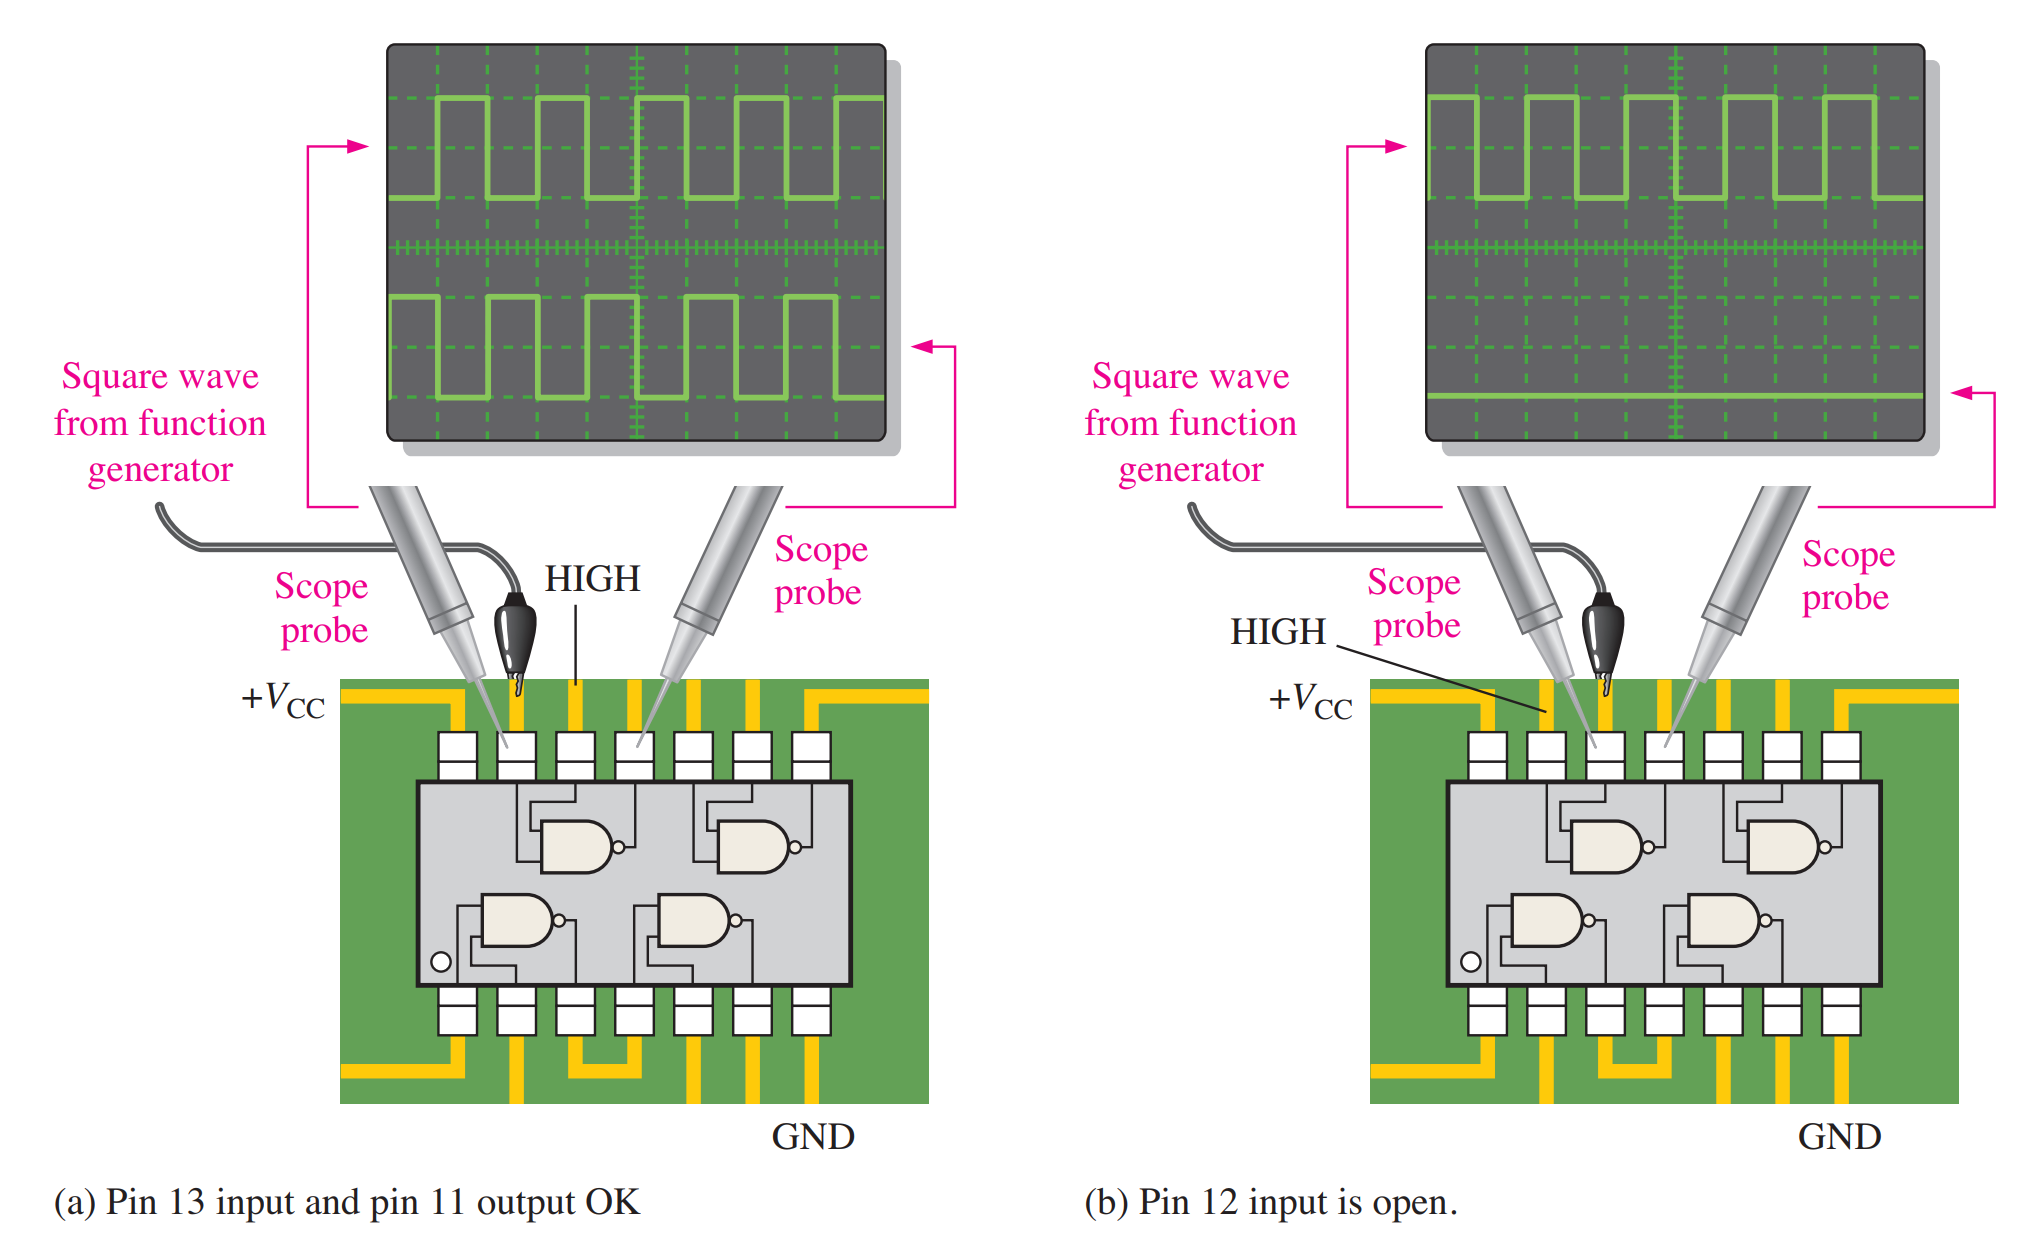 Square wave
from function
generator
Scope
probe
HIGH
Scope
probe
+VCC
GND
(a) Pin 13 input and pin 11 output OK
Square wave
from function
generator
Scope
probe
HIGH
Scope
probe
+VCC
GND
(b) Pin 12 input is open.